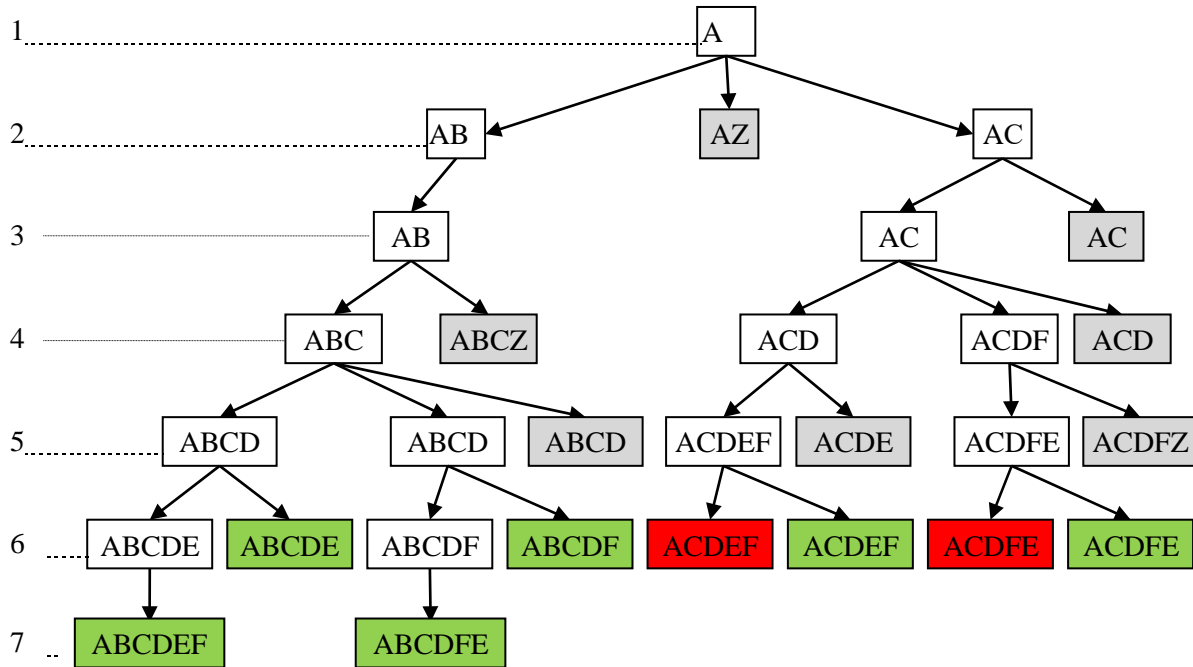 1 A
2 AB AZ AC
3 AB AC AC
4 ABC ABCZ ACD ACDF ACD
5 ABCD ABCD ABCD ACDEF ACDE ACDFE ACDFZ
6 ABCDE ABCDE ABCDF ABCDF ACDEF ACDEF ACDFE ACDFE
7 ABCDEF ABCDFE